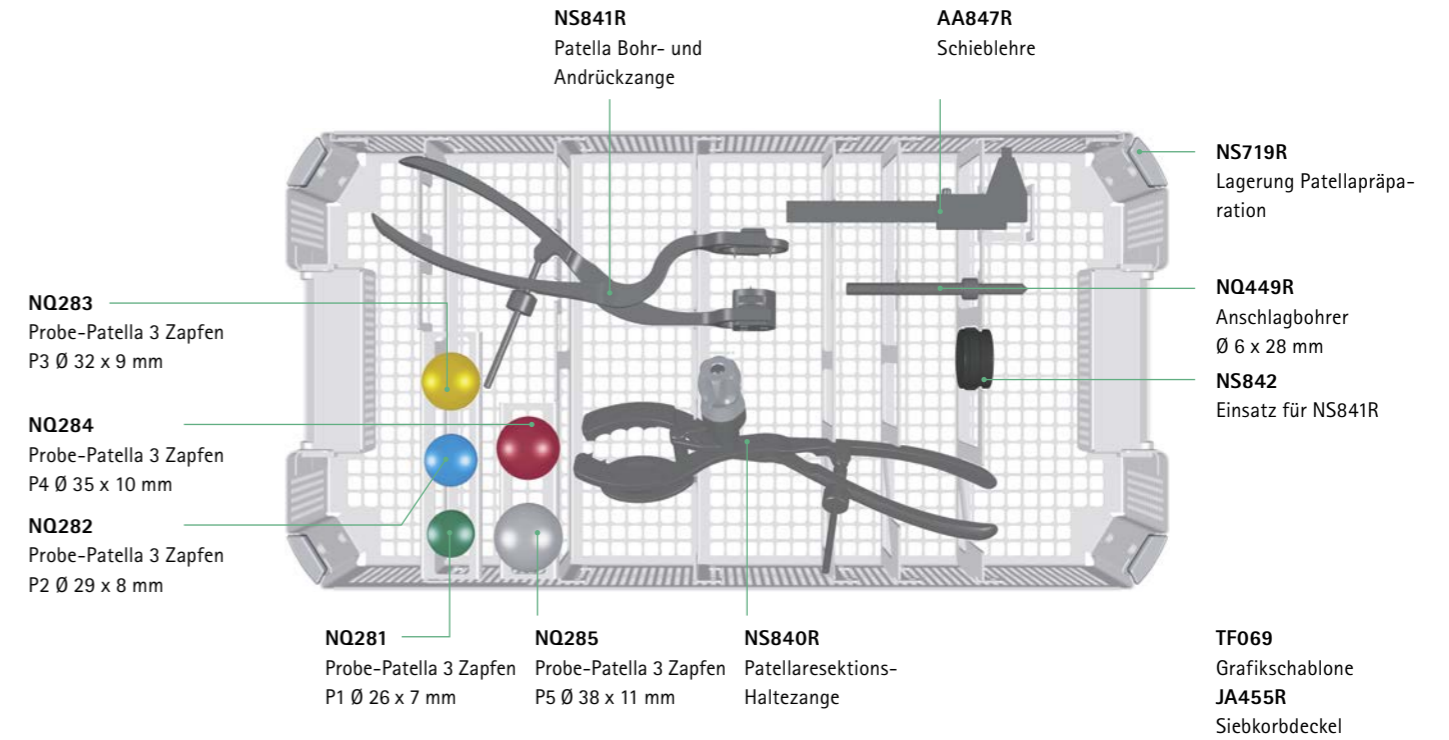 NS841R
Patella Bohr- und
Andrückzange
AA847R
Schieblehre
NS719R
Lagerung Patellapräpa-
ration
NQ449R
Anschlagbohrer
Ø 6 x 28 mm
NS842
Einsatz für NS841R
NQ283
Probe-Patella 3 Zapfen
P3 Ø 32 x 9 mm
NQ284
Probe-Patella 3 Zapfen
P4 Ø 35 x 10 mm
NQ282
Probe-Patella 3 Zapfen
P2 Ø 29 x 8 mm
NQ281
Probe-Patella 3 Zapfen
P1 Ø 26 x 7 mm
NQ285
Probe-Patella 3 Zapfen
P5 Ø 38 x 11 mm
NS840R
Patellaresektions-
Haltezange
TF069
Grafikschablone
JA455R
Siebkorbdeckel